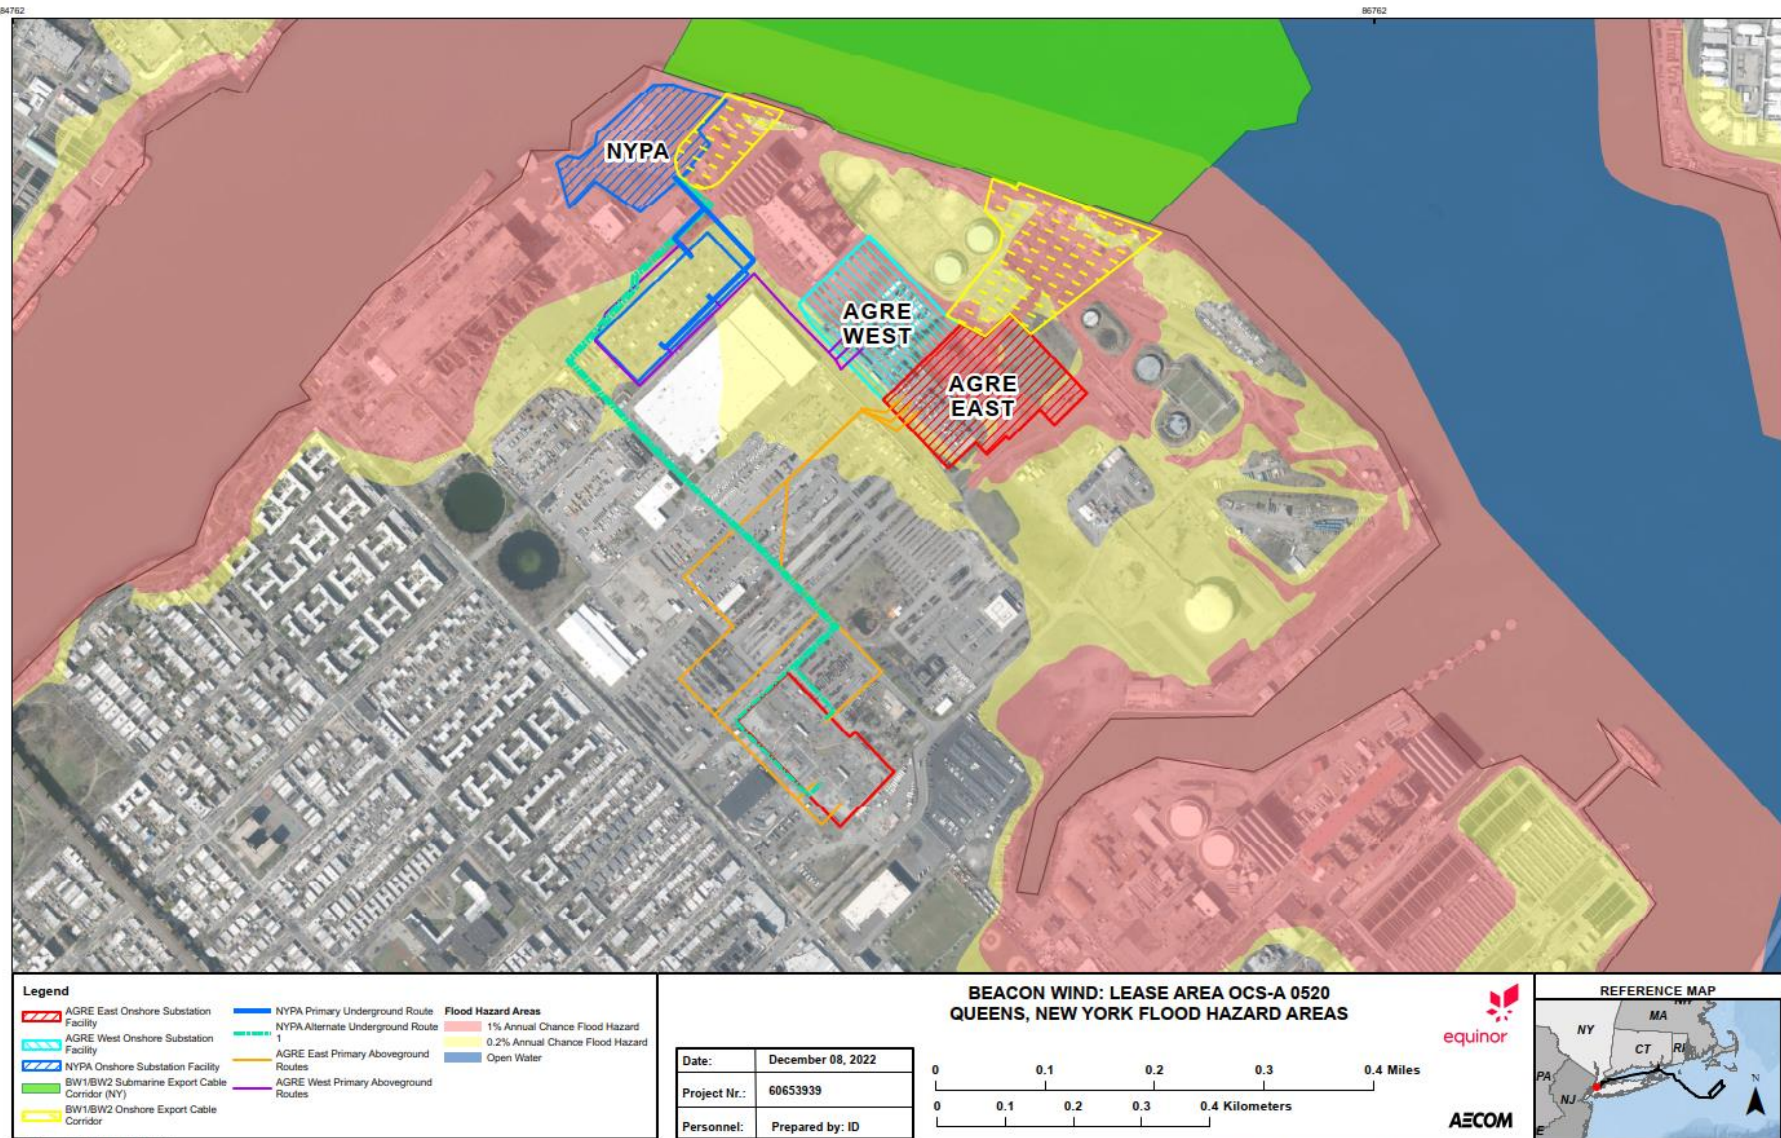 84762
86762
NYPA
AGRE
WEST
AGRE
EAST
Legend
AGRE East Onshore Substation
Facility
AGRE West Onshore Substation
Facility
NYPA Onshore Substation Facility
BW1/BW2 Submarine Export Cable
Corridor (NY)
BW1/BW2 Onshore Export Cable
Corridor
NYPA Primary Underground Route
NYPA Alternate Underground Route
1
AGRE East Primary Aboveground
Routes
AGRE West Primary Aboveground
Routes
Flood Hazard Areas
1% Annual Chance Flood Hazard
0.2% Annual Chance Flood Hazard
Open Water
Date: December 08, 2022
Project Nr.: 60653939
Personnel: Prepared by: ID
BEACON WIND: LEASE AREA OCS-A 0520
QUEENS, NEW YORK FLOOD HAZARD AREAS
equinor
0 0.1 0.2 0.3 0.4 Miles
0 0.1 0.2 0.3 0.4 Kilometers
AECOM
REFERENCE MAP
NH
NY
MA
CT
RI
PA
NJ
N